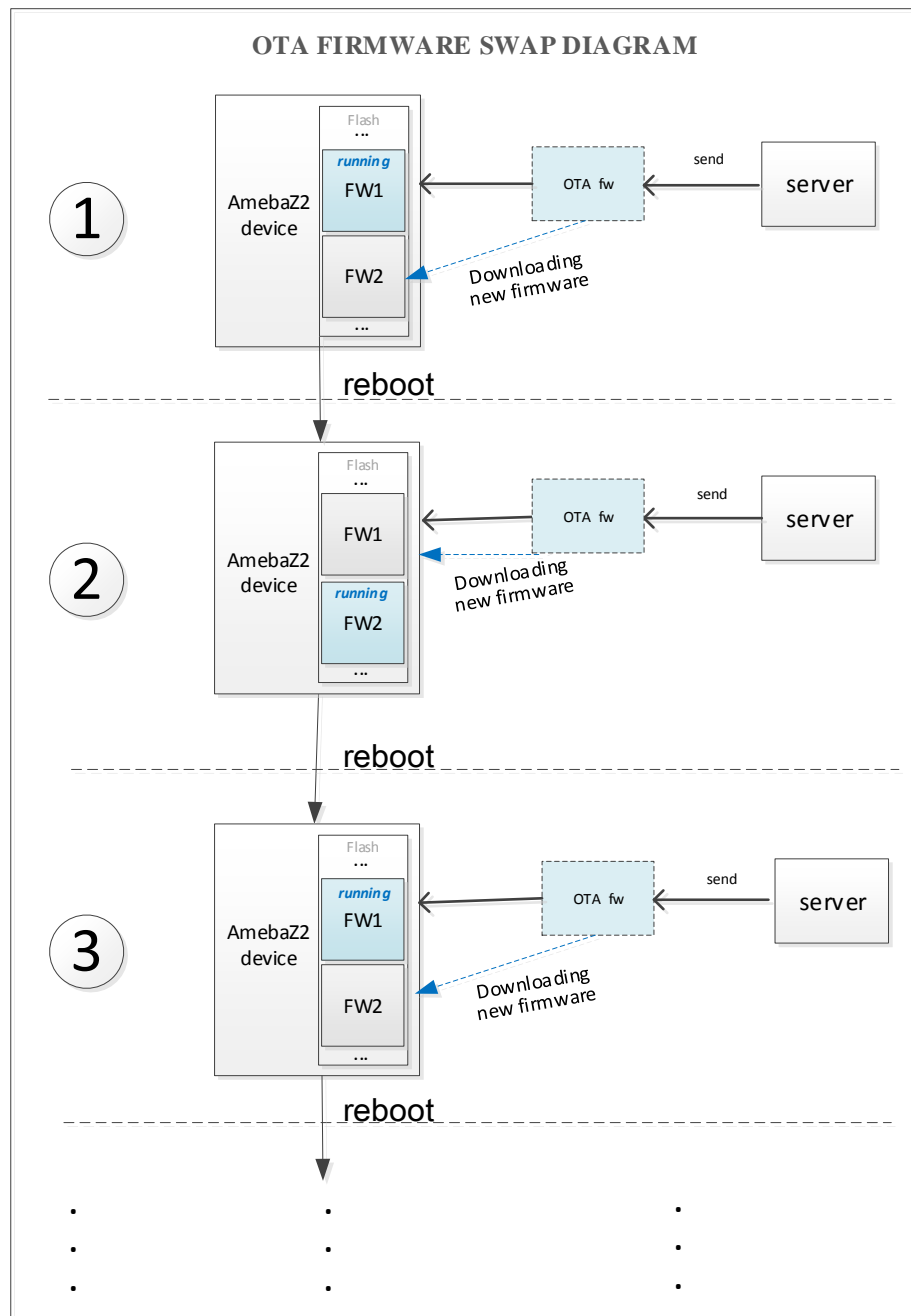 OTA FIRMWARE SWAP DIAGRAM
1
AmebaZ2
device
Flash
...
running
FW1
FW2
...
OTA fw
send
server
Downloading
new firmware
reboot
2
AmebaZ2
device
Flash
...
FW1
running
FW2
...
OTA fw
send
server
Downloading
new firmware
reboot
3
AmebaZ2
device
Flash
...
running
FW1
FW2
...
OTA fw
send
server
Downloading
new firmware
reboot